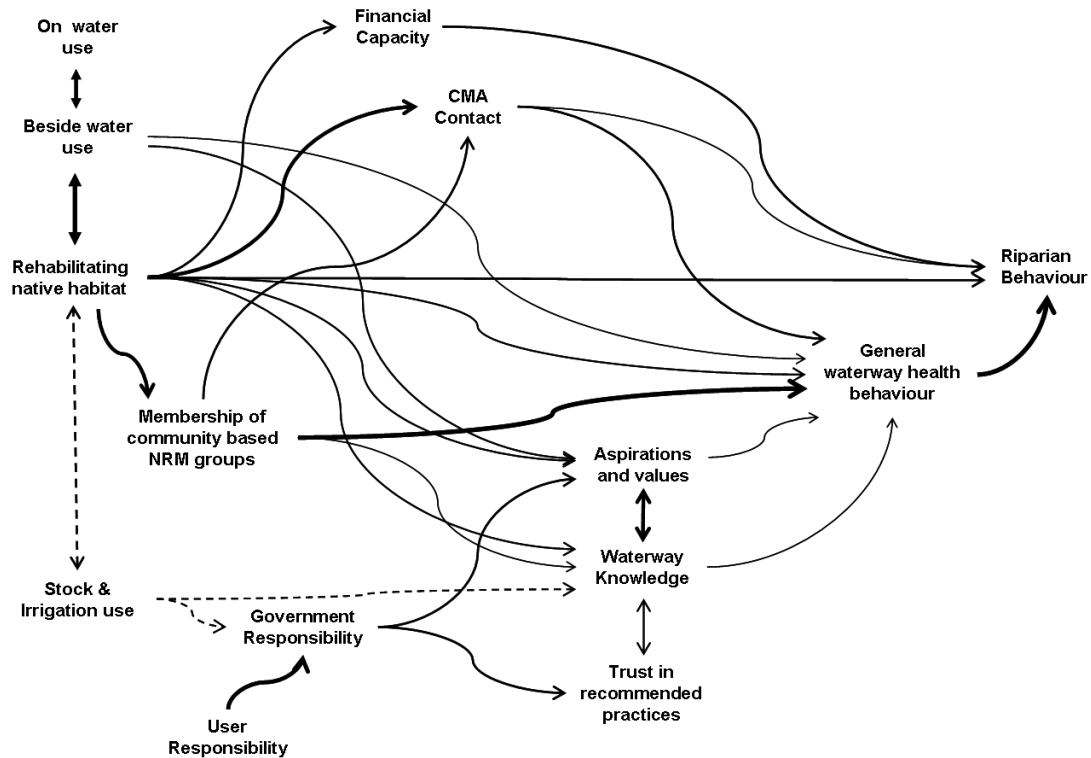 On water
use
Financial
Capacity
CMA
Contact
Beside water
use
Rehabilitating
native habitat
Riparian
Behaviour
General
waterway health
behaviour
Membership of
community based
NRM groups
Aspirations
and values
Waterway
Knowledge
Stock &
Irrigation use
Government
Responsibility
Trust in
recommended
practices
User
Responsibility